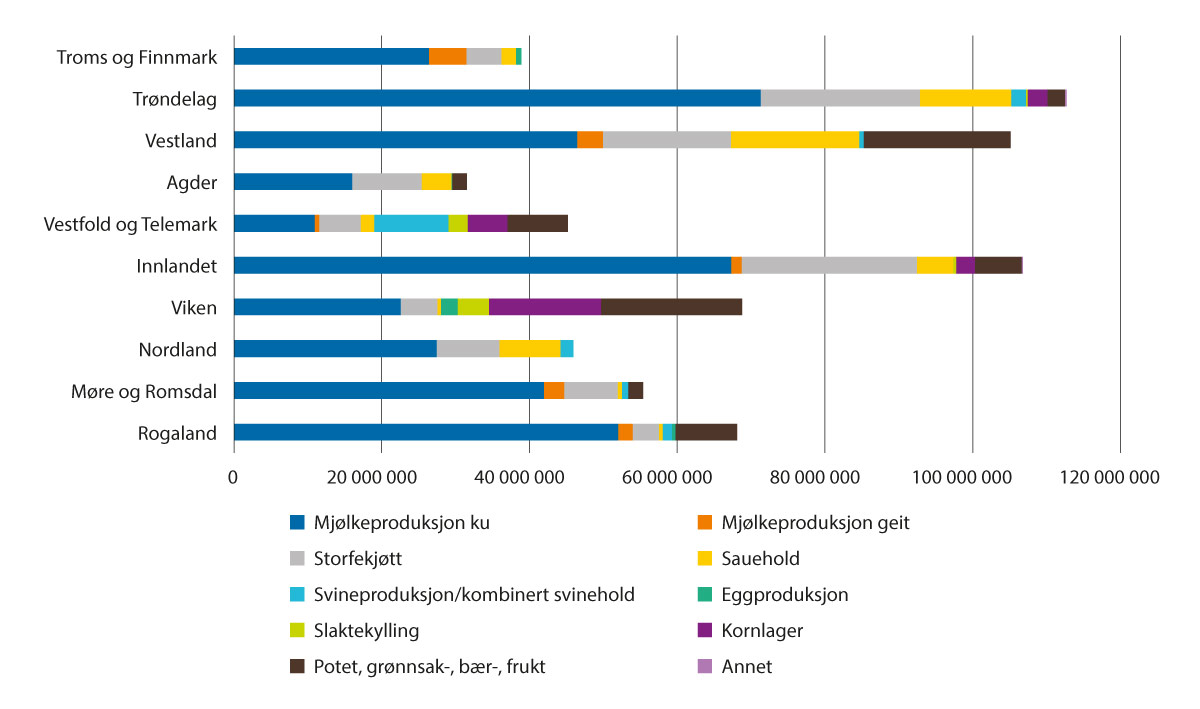 Troms og Finnmark
Trøndelag
Vestland
Agder
Vestfold og Telemark
Innlandet
Viken
Nordland
Møre og Romsdal
Rogaland
0 20 000 000 40 000 000 60 000 000 80 000 000 100 000 000 120 000 000
Mjølkeproduksjon ku Mjølkeproduksjon geit
Storfekjøtt Sauehold
Svineproduksjon/kombinert svinehold Eggproduksjon
Slaktekylling Kornlager
Potet, grønnsak-, bær-, frukt Annet